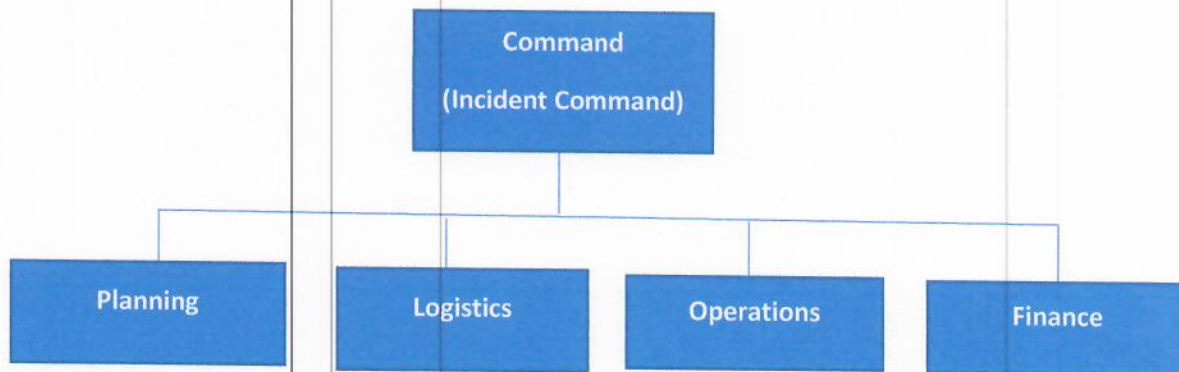 Command
(Incident Command)
Planning
Logistics
Operations
Finance